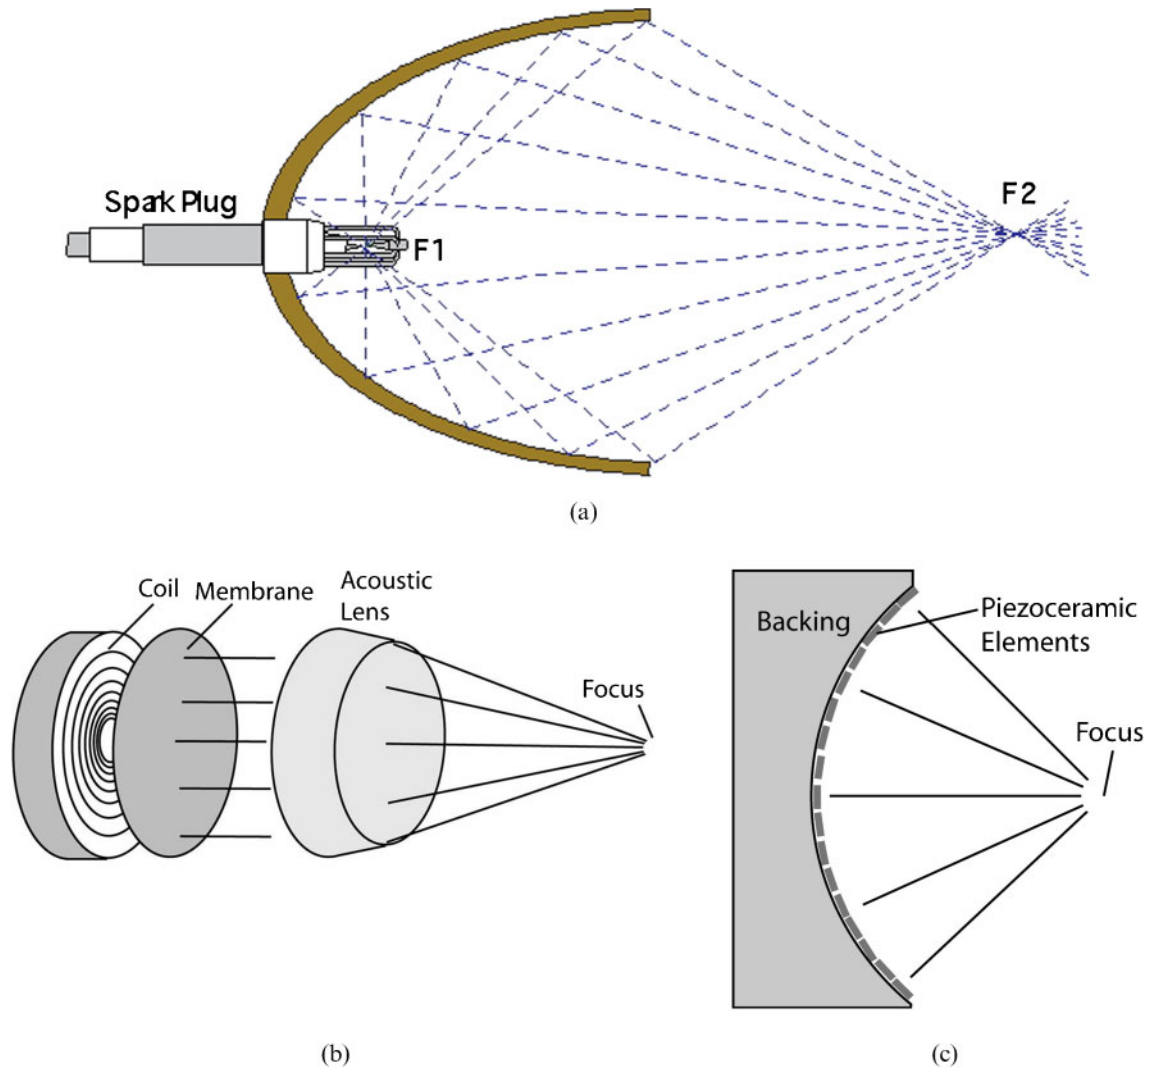 Spark Plug
F1
F2
(a)
Coil
Membrane
Acoustic
Lens
Focus
(b)
Backing
Piezoceramic
Elements
Focus
(c)